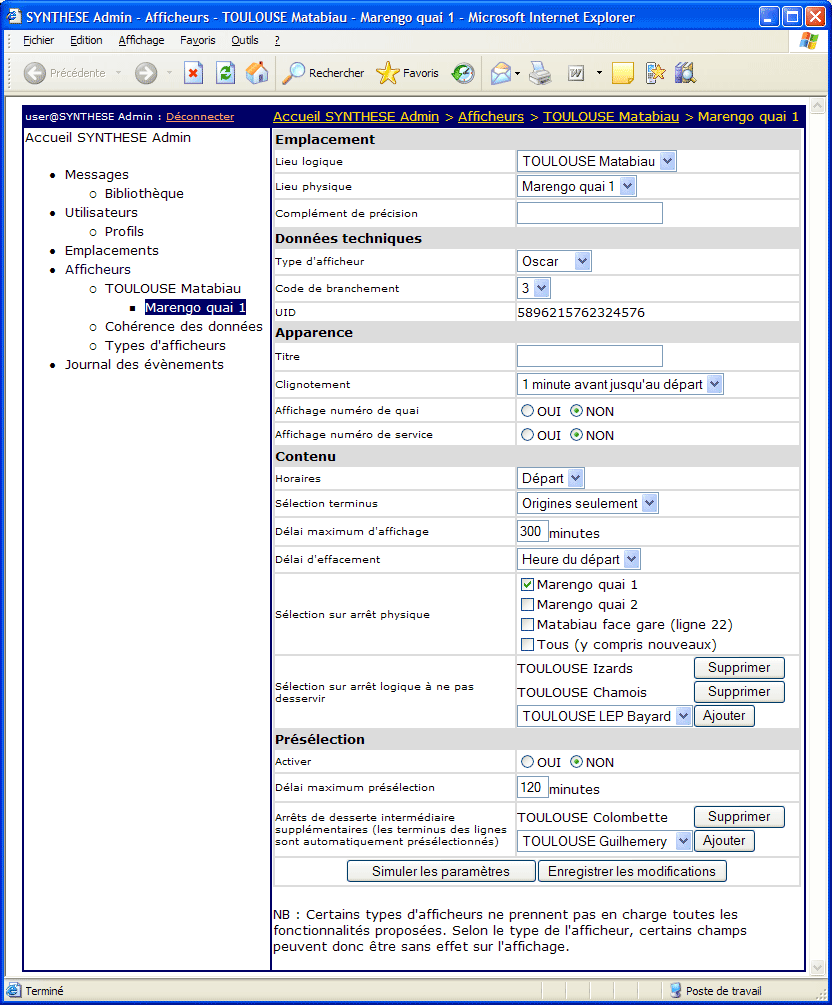 SYNTHESE Admin - Afficheurs - TOULOUSE Matabiau - Marengo quai 1 - Microsoft Internet Explorer
Fichier Edition Affichage Favoris Outils ?
Précédente Rechercher Favoris
user@SYNTHESE Admin : Déconnecter
Accueil SYNTHESE Admin > Afficheurs > TOULOUSE Matabiau > Marengo quai 1
Accueil SYNTHESE Admin
Messages
Bibliothèque
Utilisateurs
Profils
Emplacements
Afficheurs
TOULOUSE Matabiau
Marengo quai 1
Cohérence des données
Types d'afficheurs
Journal des évènements
Emplacement
Lieu logique TOULOUSE Matabiau
Lieu physique Marengo quai 1
Complément de précision
Données techniques
Type d'afficheur Oscar
Code de branchement 3
UID 5896215762324576
Apparence
Titre
Clignotement 1 minute avant jusqu'au départ
Affichage numéro de quai OUI NON
Affichage numéro de service OUI NON
Contenu
Horaires Départ
Sélection terminus Origines seulement
Délai maximum d'affichage 300 minutes
Délai d'effacement Heure du départ
Sélection sur arrêt physique
Marengo quai 1
Marengo quai 2
Matabiau face gare (ligne 22)
Tous (y compris nouveaux)
Sélection sur arrêt logique à ne pas
desservir
TOULOUSE Izards Supprimer
TOULOUSE Chamois Supprimer
TOULOUSE LEP Bayard Ajouter
Présélection
Activer OUI NON
Délai maximum présélection 120 minutes
Arrêts de desserte intermédiaire
supplémentaires (les terminus des lignes
sont automatiquement présélectionnés)
TOULOUSE Colombette Supprimer
TOULOUSE Guilhemery Ajouter
Simuler les paramètres Enregistrer les modifications
NB : Certains types d'afficheurs ne prennent pas en charge toutes les
fonctionnalités proposées. Selon le type de l'afficheur, certains champs
peuvent donc être sans effet sur l'affichage.
Terminé Poste de travail